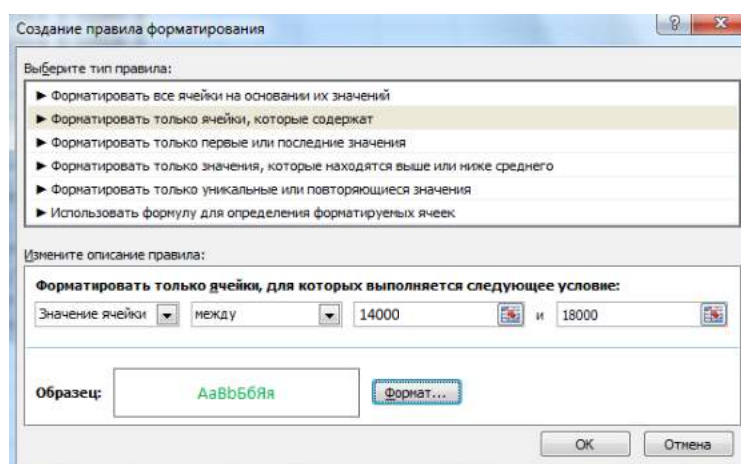 Создание правила форматирования
Выберите тип правила:
► Форматировать все ячейки на основании их значений
► Форматировать только ячейки, которые содержат
► Форматировать только первые или последние значения
► Форматировать только значения, которые находятся выше или ниже среднего
► Форматировать только уникальные или повторяющиеся значения
► Использовать формулу для определения форматируемых ячеек
Измените описание правила:
Форматировать только ячейки, для которых выполняется следующее условие:
Значение ячейки между 14000 и 18000
Образец: АаВbБбЯя Формат...
ОК Отмена